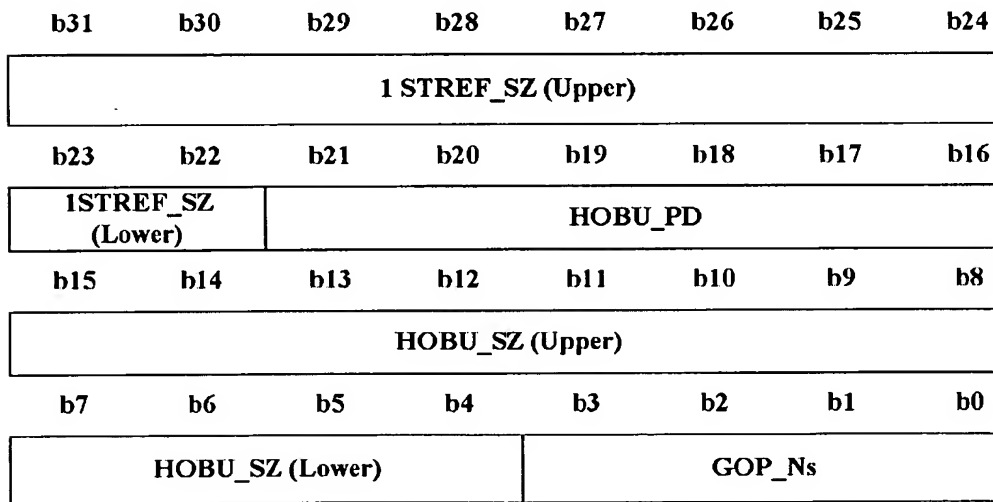 b31 b30 b29 b28 b27 b26 b25 b24
1 STREF_SZ (Upper)
b23 b22 b21 b20 b19 b18 b17 b16
1STREF_SZ
(Lower)
HOBU_PD
b15 b14 b13 b12 b11 b10 b9 b8
HOBU_SZ (Upper)
b7 b6 b5 b4 b3 b2 b1 b0
HOBU_SZ (Lower) GOP_Ns